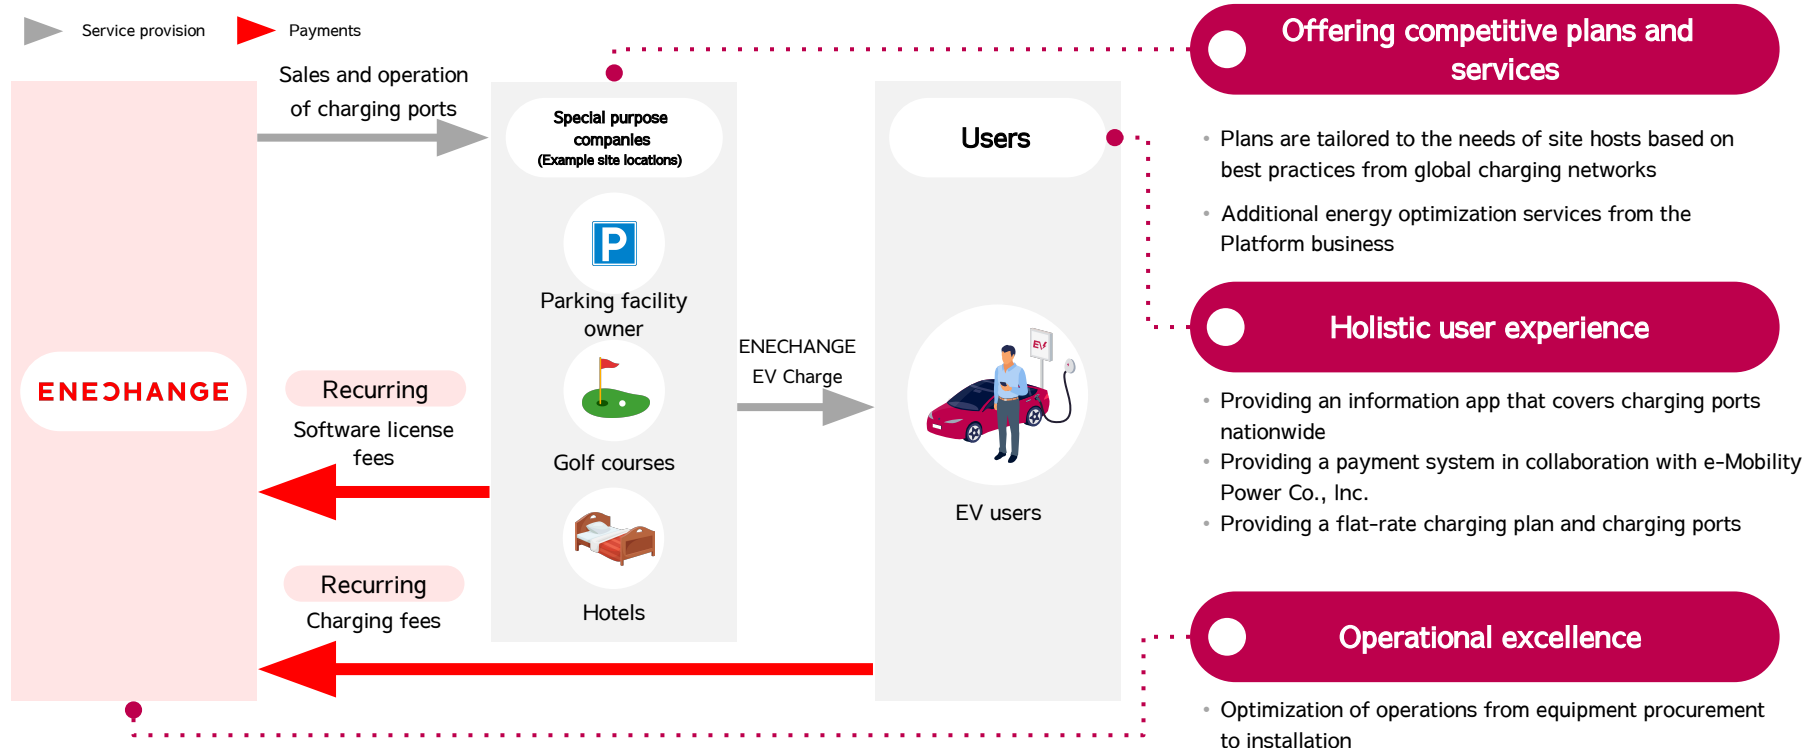 Service provision
Payments
Sales and operation
of charging ports
Special purpose
companies
(Example site locations)
P
Parking facility
owner
Golf courses
Hotels
ENECHANGE
Recurring
Software license
fees
Recurring
Charging fees
ENECHANGE
EV Charge
Users
EV
EV users
Offering competitive plans and
services
• Plans are tailored to the needs of site hosts based on
best practices from global charging networks
• Additional energy optimization services from the
Platform business
Holistic user experience
• Providing an information app that covers charging ports
nationwide
• Providing a payment system in collaboration with e-Mobility
Power Co., Inc.
• Providing a flat-rate charging plan and charging ports
Operational excellence
• Optimization of operations from equipment procurement
to installation